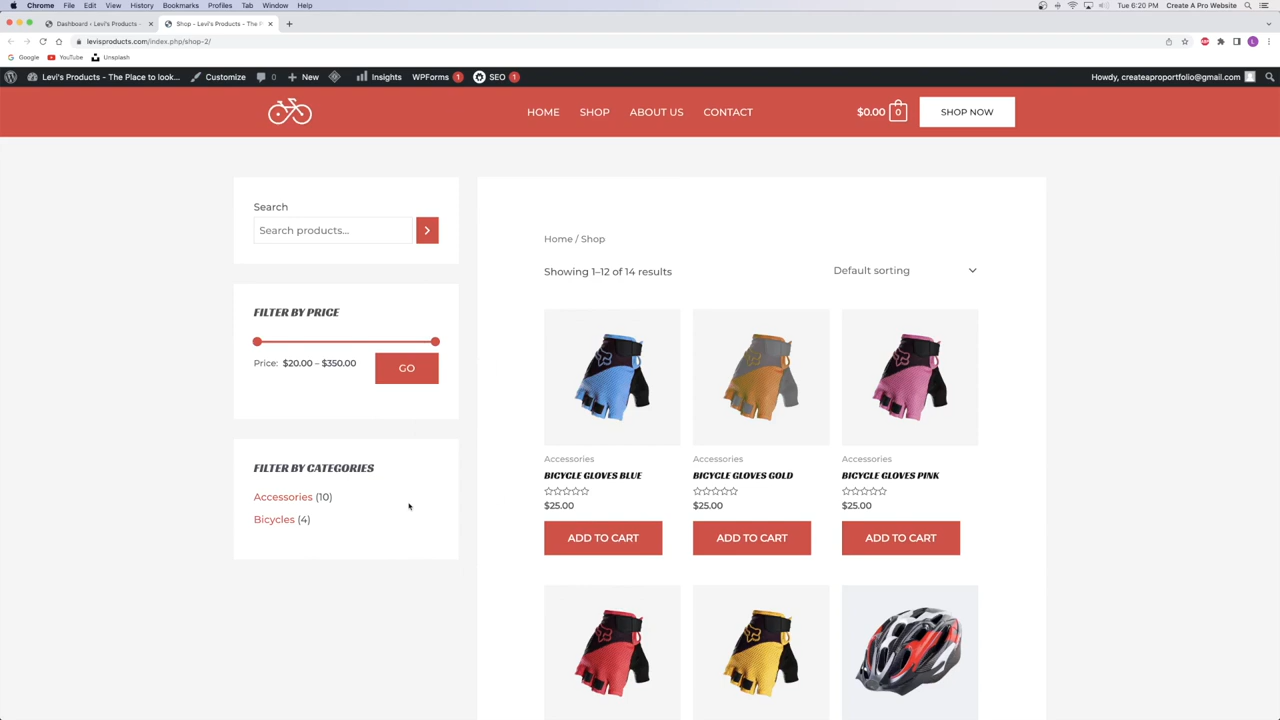 Chrome File Edit View History Bookmarks Profiles Tab Window Help Tue 6:20 PM Create A Pro Website
Dashboard ‹ Levi's Products - Shop - Levi's Products - The P
levisproducts.com/index.php/shop-2/
Google YouTube Unsplash
Levi's Products - The Place to look... Customize 0 New Insights WPForms 1 SEO 1 Howdy, createaproportfolio@gmail.com
HOME SHOP ABOUT US CONTACT $0.00 0 SHOP NOW
Search
Search products...
FILTER BY PRICE
Price: $20.00 – $350.00
GO
FILTER BY CATEGORIES
Accessories (10)
Bicycles (4)
Home / Shop
Showing 1–12 of 14 results Default sorting
Accessories Accessories Accessories
BICYCLE GLOVES BLUE BICYCLE GLOVES GOLD BICYCLE GLOVES PINK
$25.00 $25.00 $25.00
ADD TO CART ADD TO CART ADD TO CART